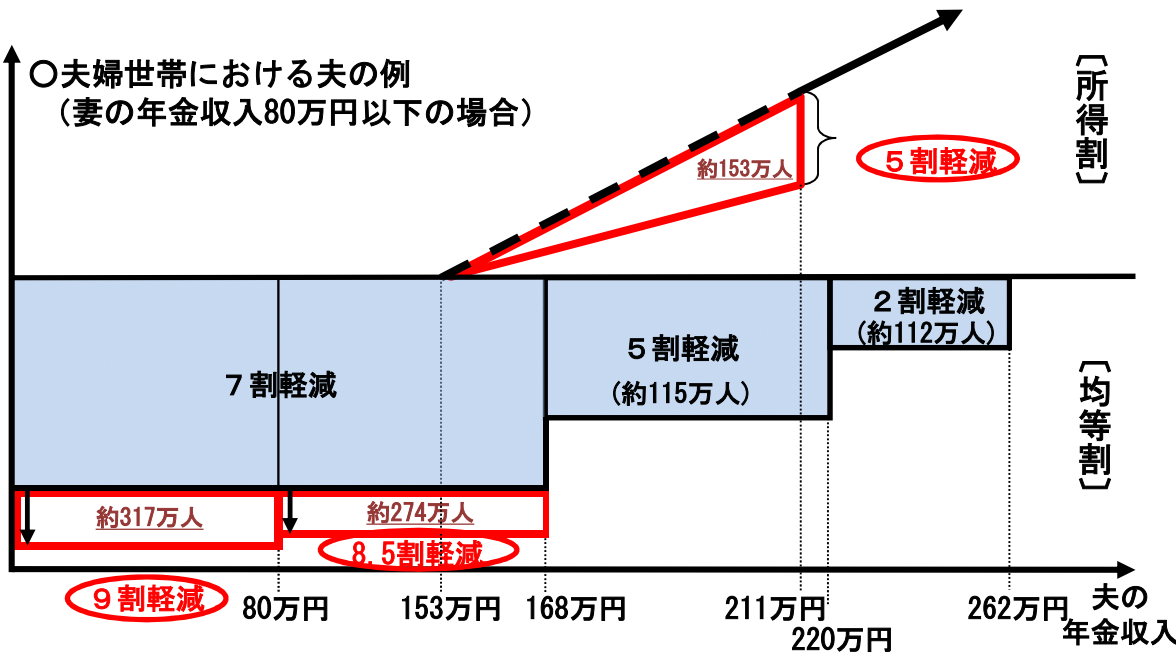 〇夫婦世帯における夫の例
（妻の年金収入80万円以下の場合）
〔所得割〕
約153万人
５割軽減
２割軽減
（約112万人）
５割軽減
（約115万人）
７割軽減
〔均等割〕
約317万人
約274万人
8.5割軽減
９割軽減
80万円
153万円
168万円
211万円
220万円
262万円
夫の
年金収入